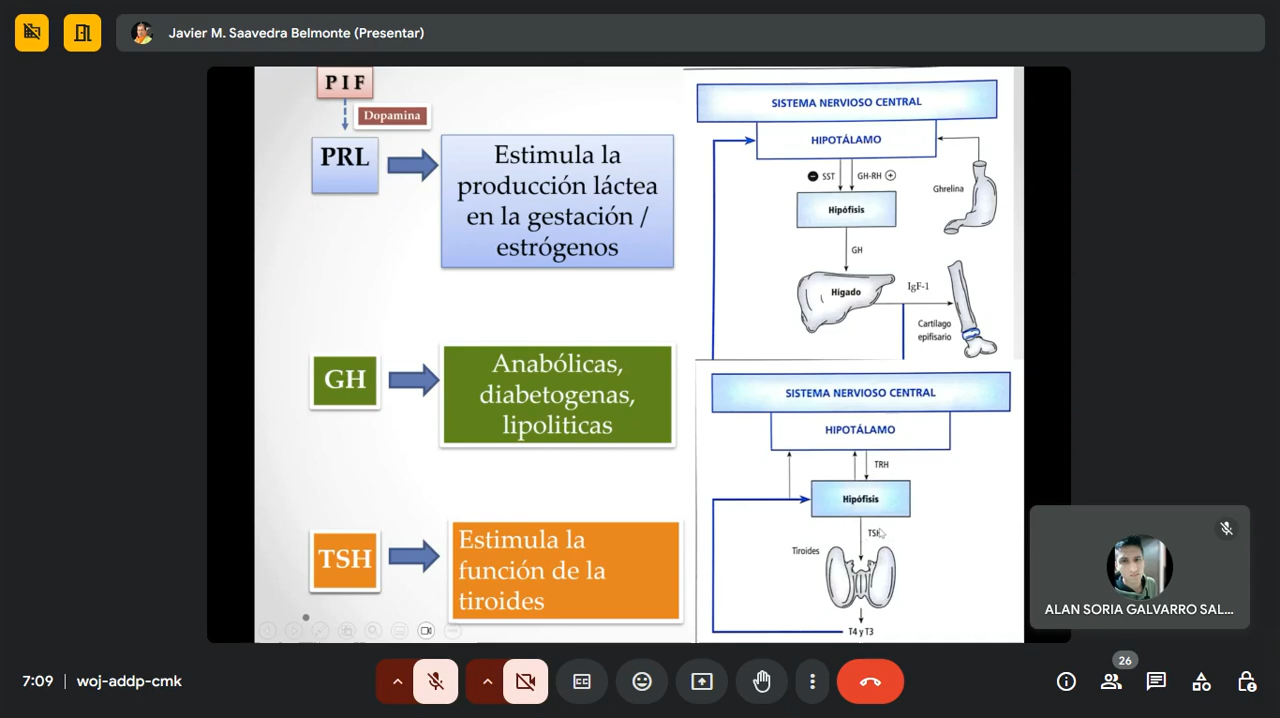 Javier M. Saavedra Belmonte (Presentar)
P I F
Dopamina
PRL
Estimula la
producción láctea
en la gestación /
estrógenos
GH
Anabólicas,
diabetogenas,
lipoliticas
TSH
Estimula la
función de la
tiroides
SISTEMA NERVIOSO CENTRAL
HIPOTÁLAMO
SST
GH-RH
Ghrelina
Hipófisis
GH
Hígado
IgF-1
Cartílago
epifisario
SISTEMA NERVIOSO CENTRAL
HIPOTÁLAMO
TRH
Hipófisis
TSH
Tiroides
T4 y T3
ALAN SORIA GALVARRO SAL...
7:09 | woj-addp-cmk
26